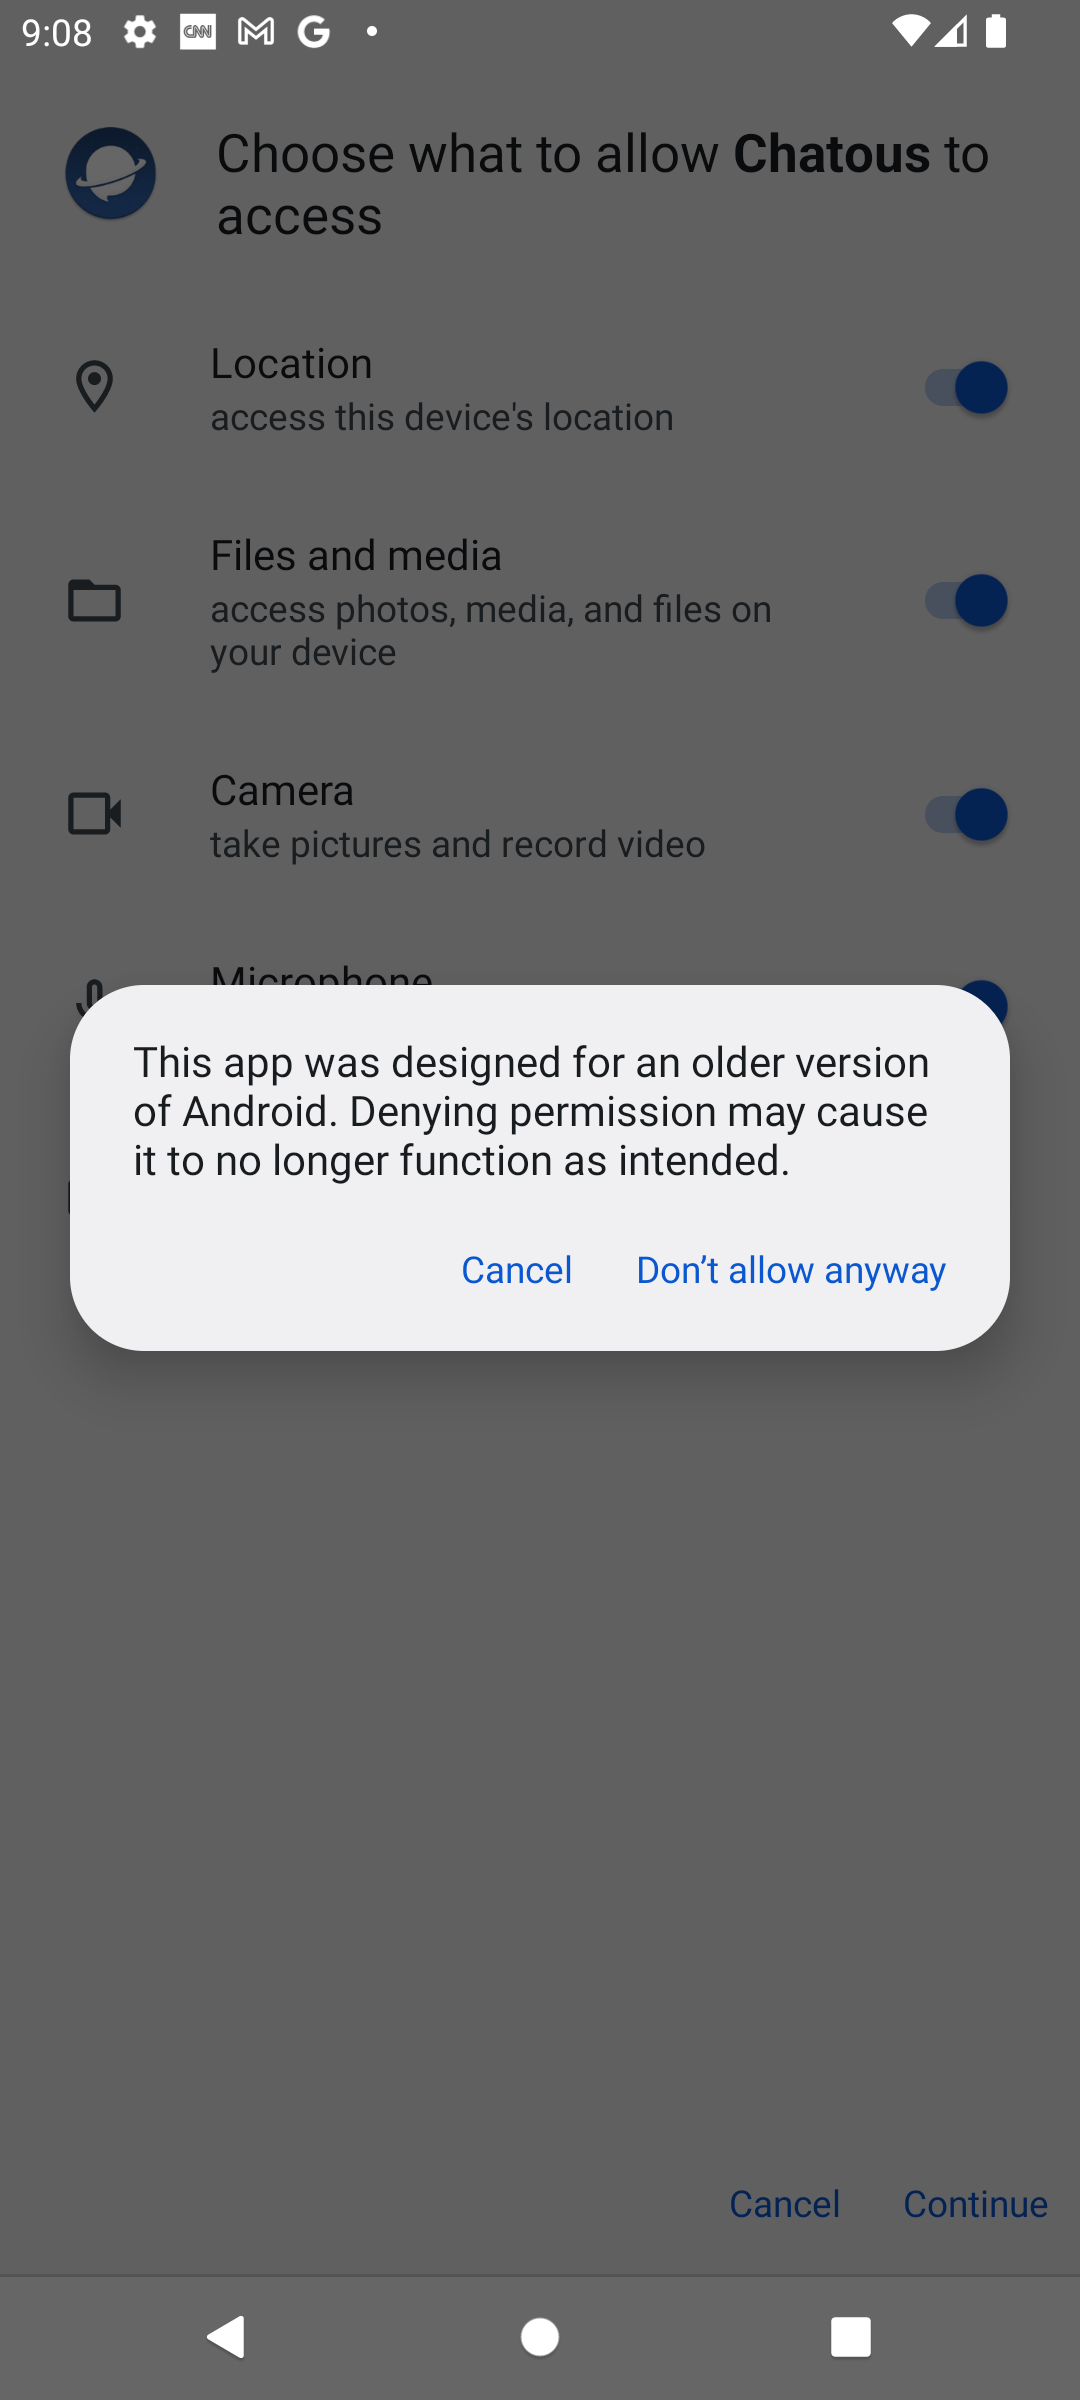 9:08
CNN
Choose what to allow Chatous to
access
Location
access this device's location
Files and media
access photos, media, and files on
your device
Camera
take pictures and record video
Microphone
This app was designed for an older version
of Android. Denying permission may cause
it to no longer function as intended.
Cancel
Don’t allow anyway
Cancel
Continue